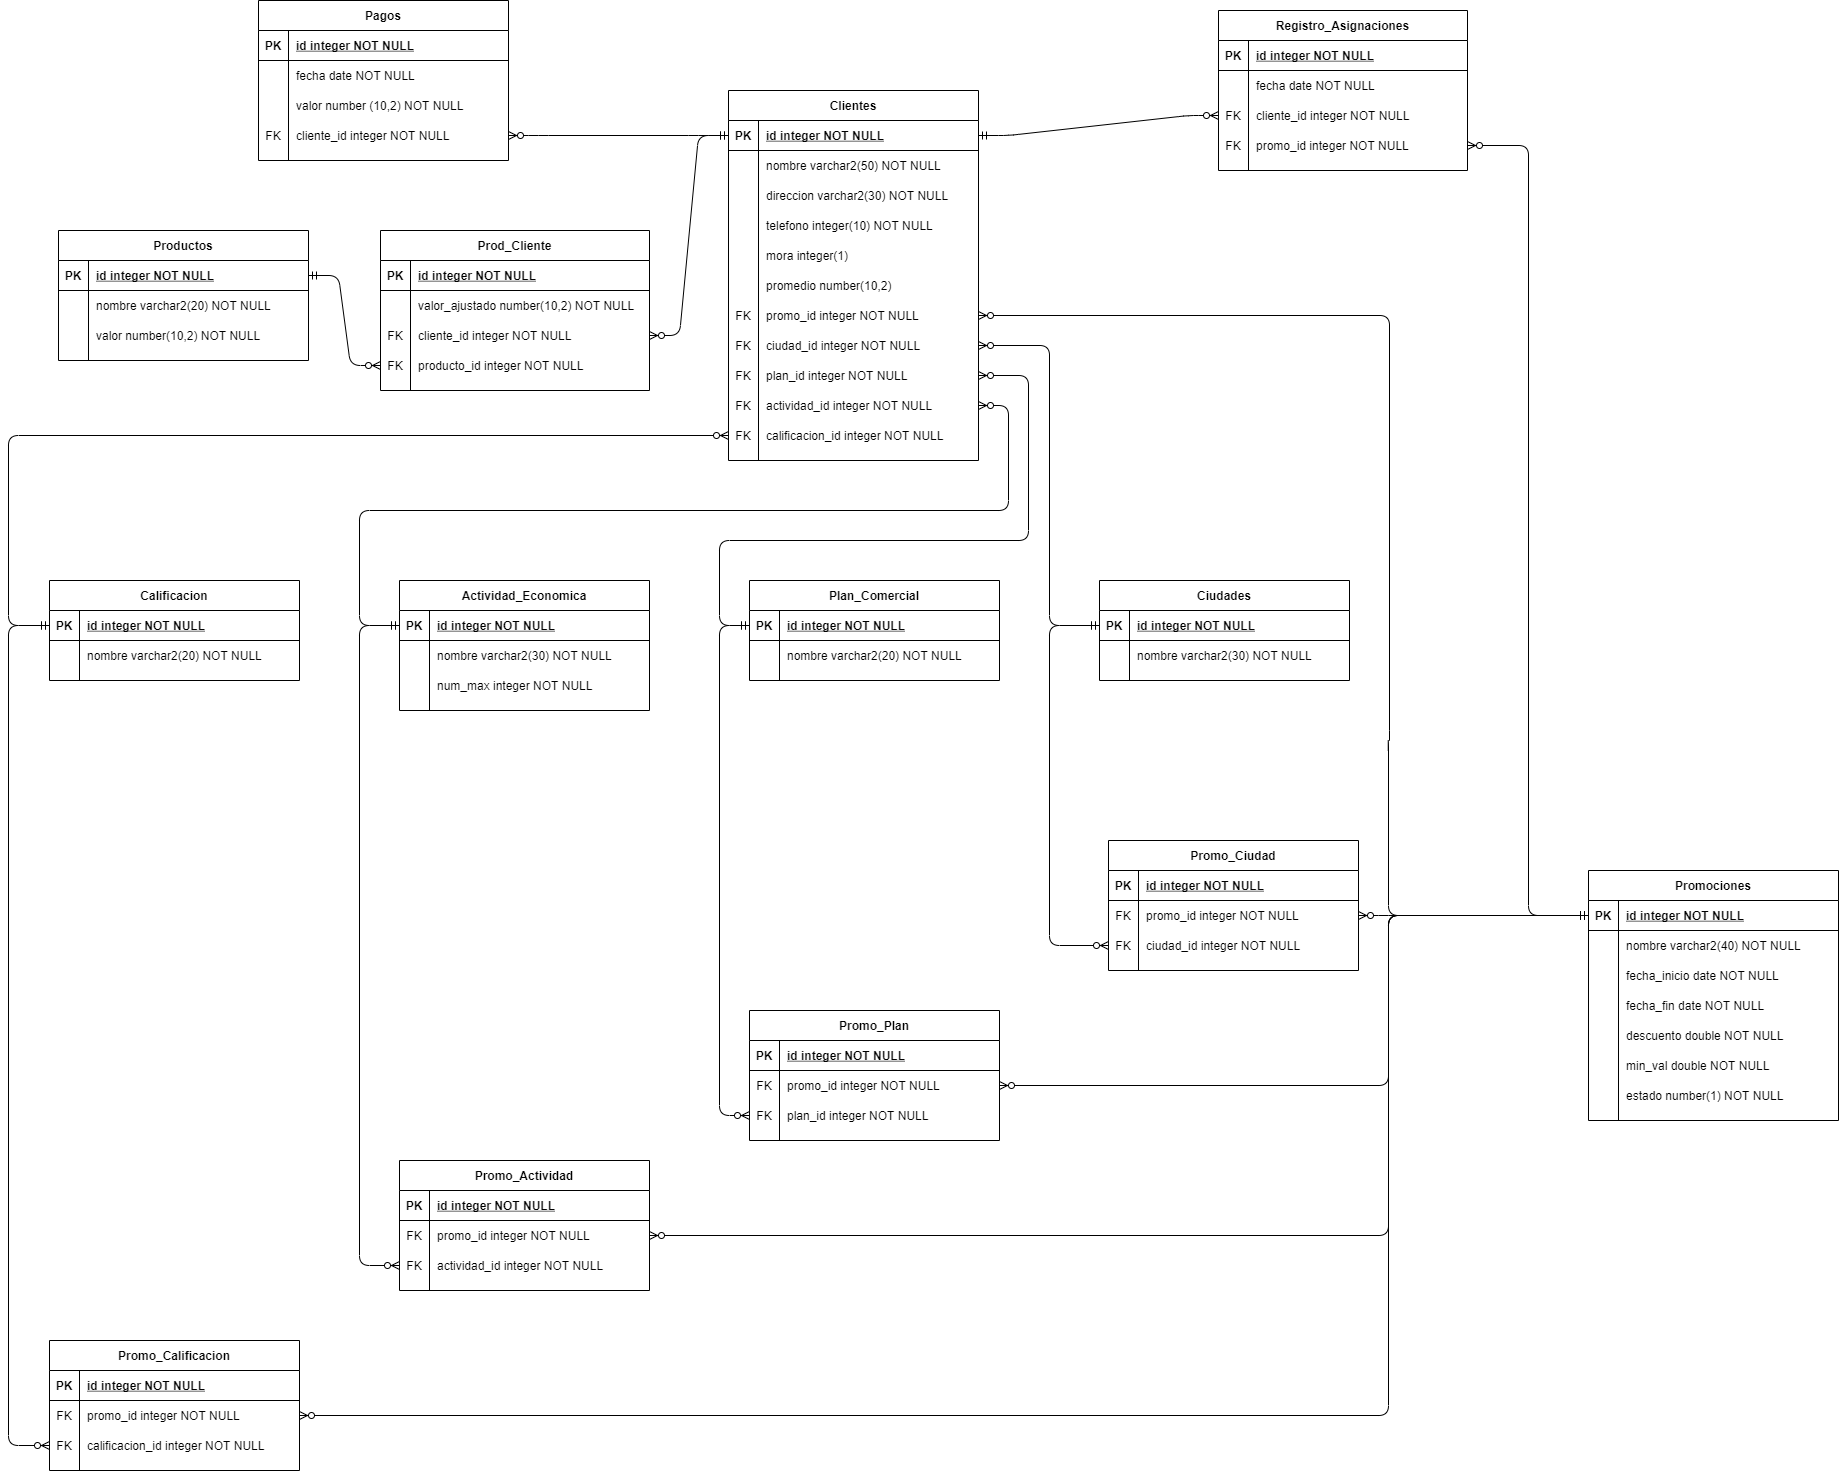 Pagos
PK id integer NOT NULL
fecha date NOT NULL
valor number (10,2) NOT NULL
FK cliente_id integer NOT NULL
Registro_Asignaciones
PK id integer NOT NULL
fecha date NOT NULL
FK cliente_id integer NOT NULL
FK promo_id integer NOT NULL
Clientes
PK id integer NOT NULL
nombre varchar2(50) NOT NULL
direccion varchar2(30) NOT NULL
telefono integer(10) NOT NULL
mora integer(1)
promedio number(10,2)
FK promo_id integer NOT NULL
FK ciudad_id integer NOT NULL
FK plan_id integer NOT NULL
FK actividad_id integer NOT NULL
FK calificacion_id integer NOT NULL
Productos
PK id integer NOT NULL
nombre varchar2(20) NOT NULL
valor number(10,2) NOT NULL
Prod_Cliente
PK id integer NOT NULL
valor_ajustado number(10,2) NOT NULL
FK cliente_id integer NOT NULL
FK producto_id integer NOT NULL
Calificacion
PK id integer NOT NULL
nombre varchar2(20) NOT NULL
Actividad_Economica
PK id integer NOT NULL
nombre varchar2(30) NOT NULL
num_max integer NOT NULL
Plan_Comercial
PK id integer NOT NULL
nombre varchar2(20) NOT NULL
Ciudades
PK id integer NOT NULL
nombre varchar2(30) NOT NULL
Promo_Ciudad
PK id integer NOT NULL
FK promo_id integer NOT NULL
FK ciudad_id integer NOT NULL
Promociones
PK id integer NOT NULL
nombre varchar2(40) NOT NULL
fecha_inicio date NOT NULL
fecha_fin date NOT NULL
descuento double NOT NULL
min_val double NOT NULL
estado number(1) NOT NULL
Promo_Plan
PK id integer NOT NULL
FK promo_id integer NOT NULL
FK plan_id integer NOT NULL
Promo_Actividad
PK id integer NOT NULL
FK promo_id integer NOT NULL
FK actividad_id integer NOT NULL
Promo_Calificacion
PK id integer NOT NULL
FK promo_id integer NOT NULL
FK calificacion_id integer NOT NULL